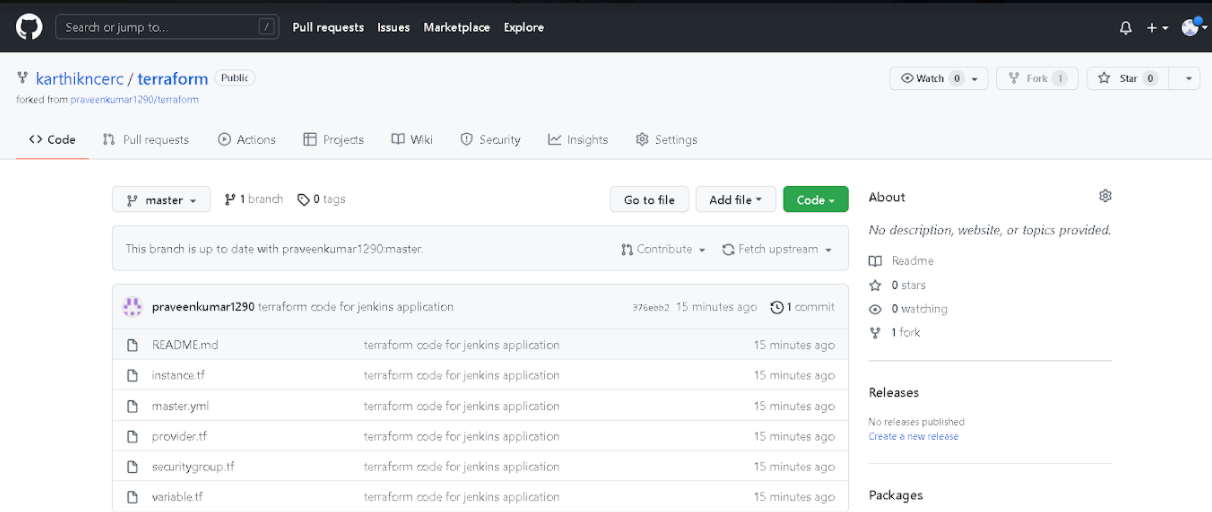 Search or jump to... / Pull requests Issues Marketplace Explore
karthikncerc / terraform Public Watch 0 Fork 1 Star 0
forked from praveenkumar1290/terraform
Code Pull requests Actions Projects Wiki Security Insights Settings
master 1 branch 0 tags Go to file Add file Code
About
No description, website, or topics provided.
This branch is up to date with praveenkumar1290:master. Contribute Fetch upstream
Readme
0 stars
0 watching
1 fork
praveenkumar1290 terraform code for jenkins application 376ebb2 15 minutes ago 1 commit
README.md terraform code for jenkins application 15 minutes ago
instance.tf terraform code for jenkins application 15 minutes ago
master.yml terraform code for jenkins application 15 minutes ago
provider.tf terraform code for jenkins application 15 minutes ago
securitygroup.tf terraform code for jenkins application 15 minutes ago
variable.tf terraform code for jenkins application 15 minutes ago
Releases
No releases published
Create a new release
Packages